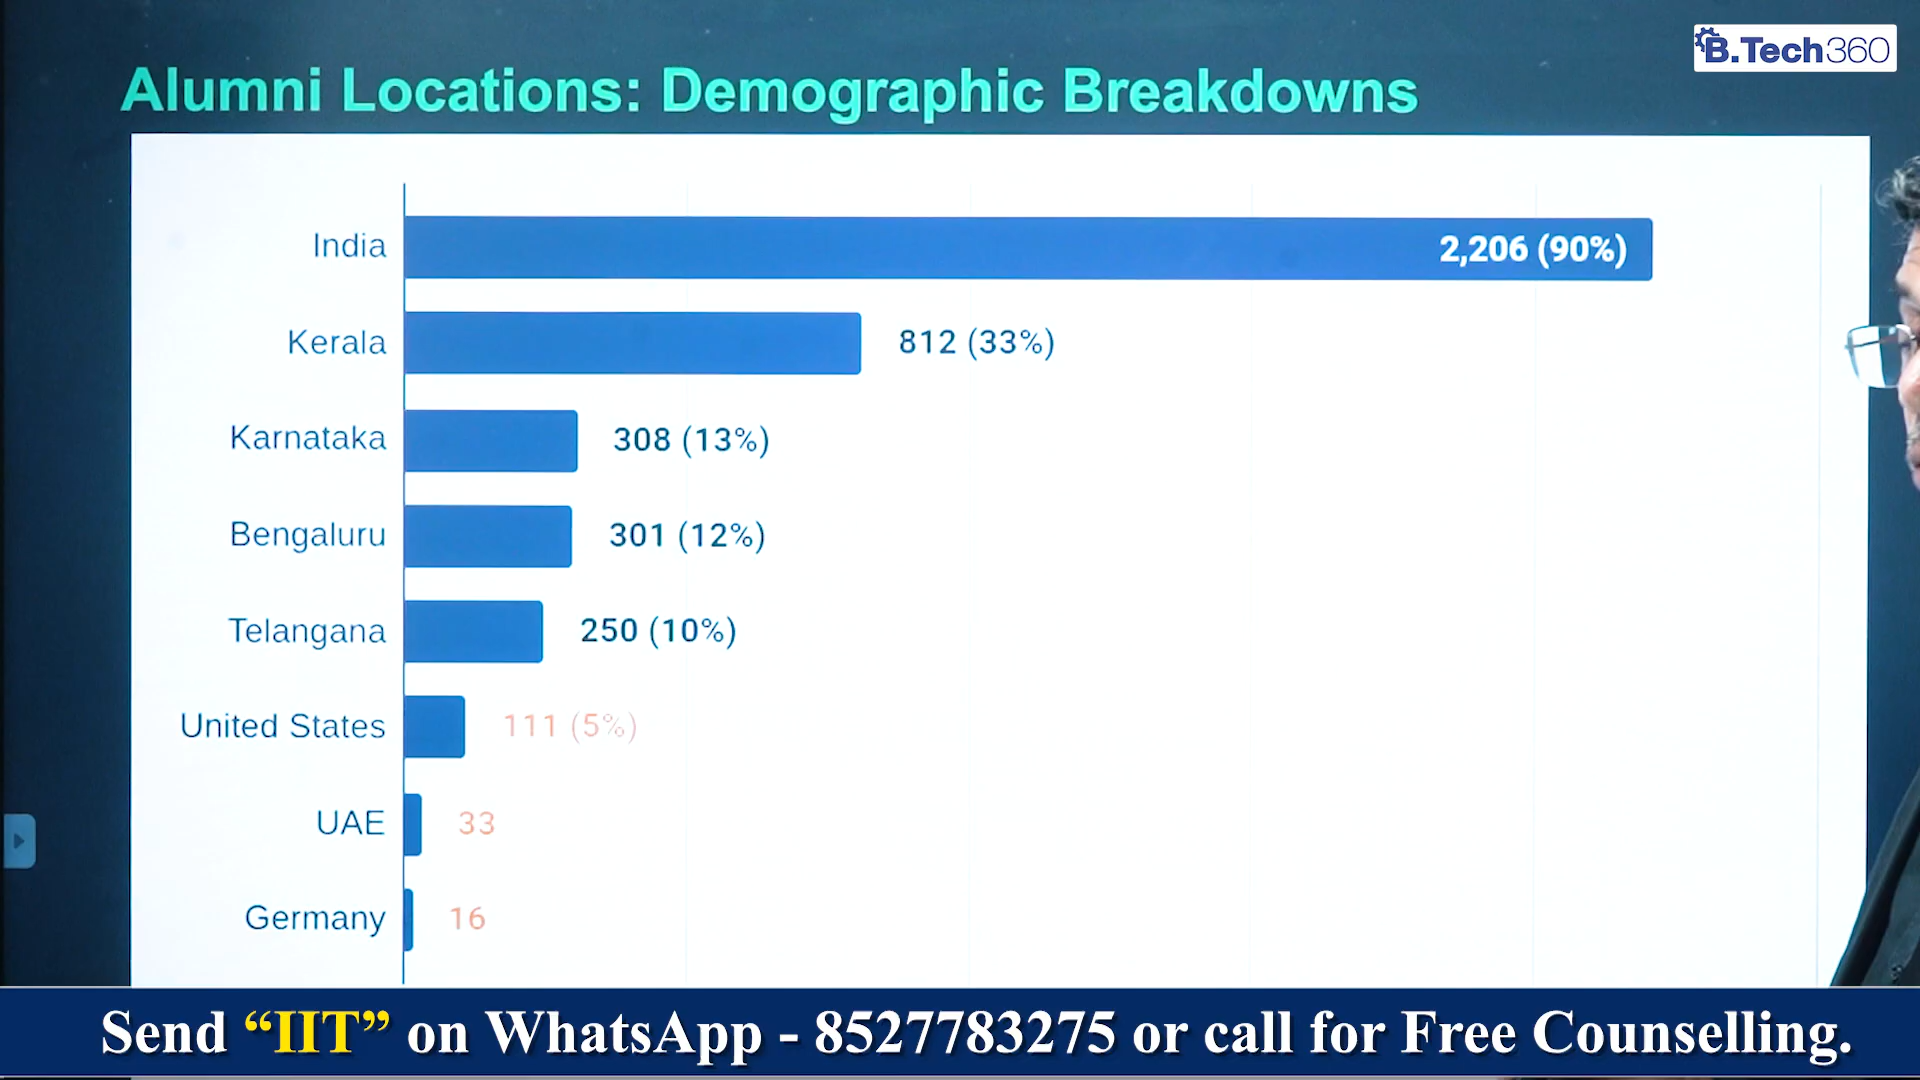 B.Tech360
Alumni Locations: Demographic Breakdowns
India 2,206 (90%)
Kerala 812 (33%)
Karnataka 308 (13%)
Bengaluru 301 (12%)
Telangana 250 (10%)
United States 111 (5%)
UAE 33
Germany 16
Send “IIT” on WhatsApp - 8527783275 or call for Free Counselling.